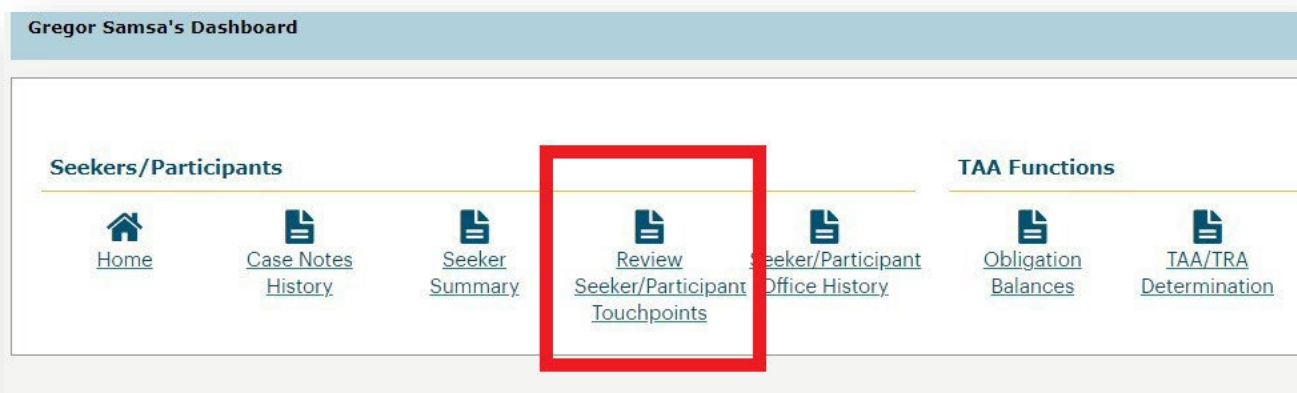 Gregor Samsa's Dashboard
Seekers/Participants
TAA Functions
Home
Case Notes
History
Seeker
Summary
Review
Seeker/Participant
Touchpoints
Seeker/Participant
Office History
Obligation
Balances
TAA/TRA
Determination